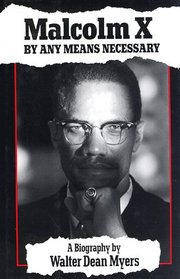 Malcolm X
BY ANY MEANS NECESSARY
A Biography by
Walter Dean Myers